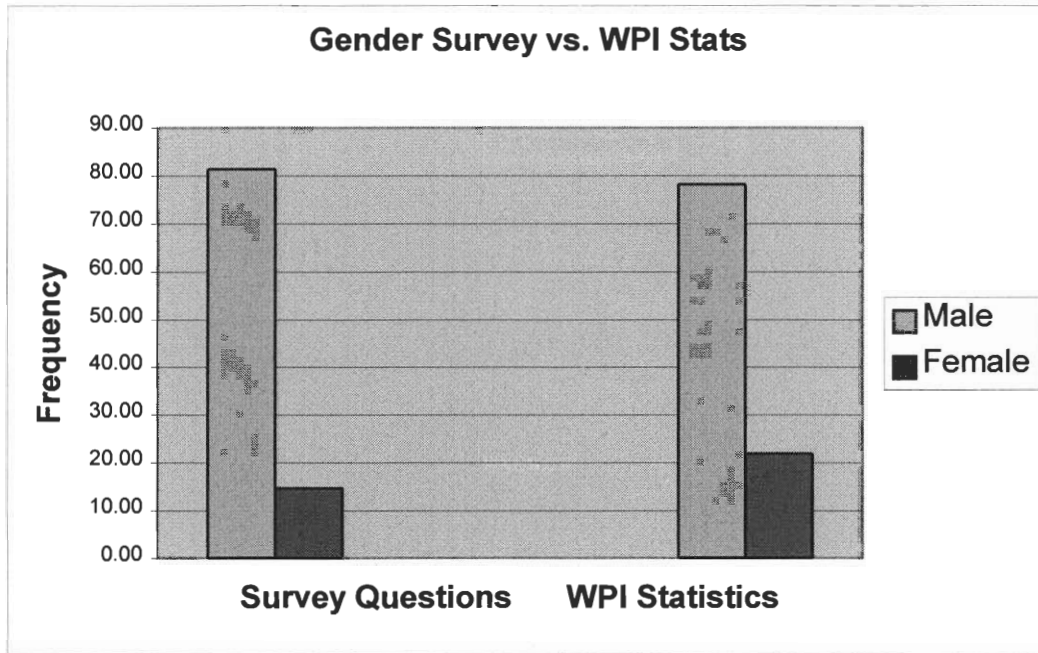 Gender Survey vs. WPI Stats
90.00
80.00
70.00
60.00
50.00
40.00
30.00
20.00
10.00
0.00
Frequency
Survey Questions WPI Statistics
Male
Female